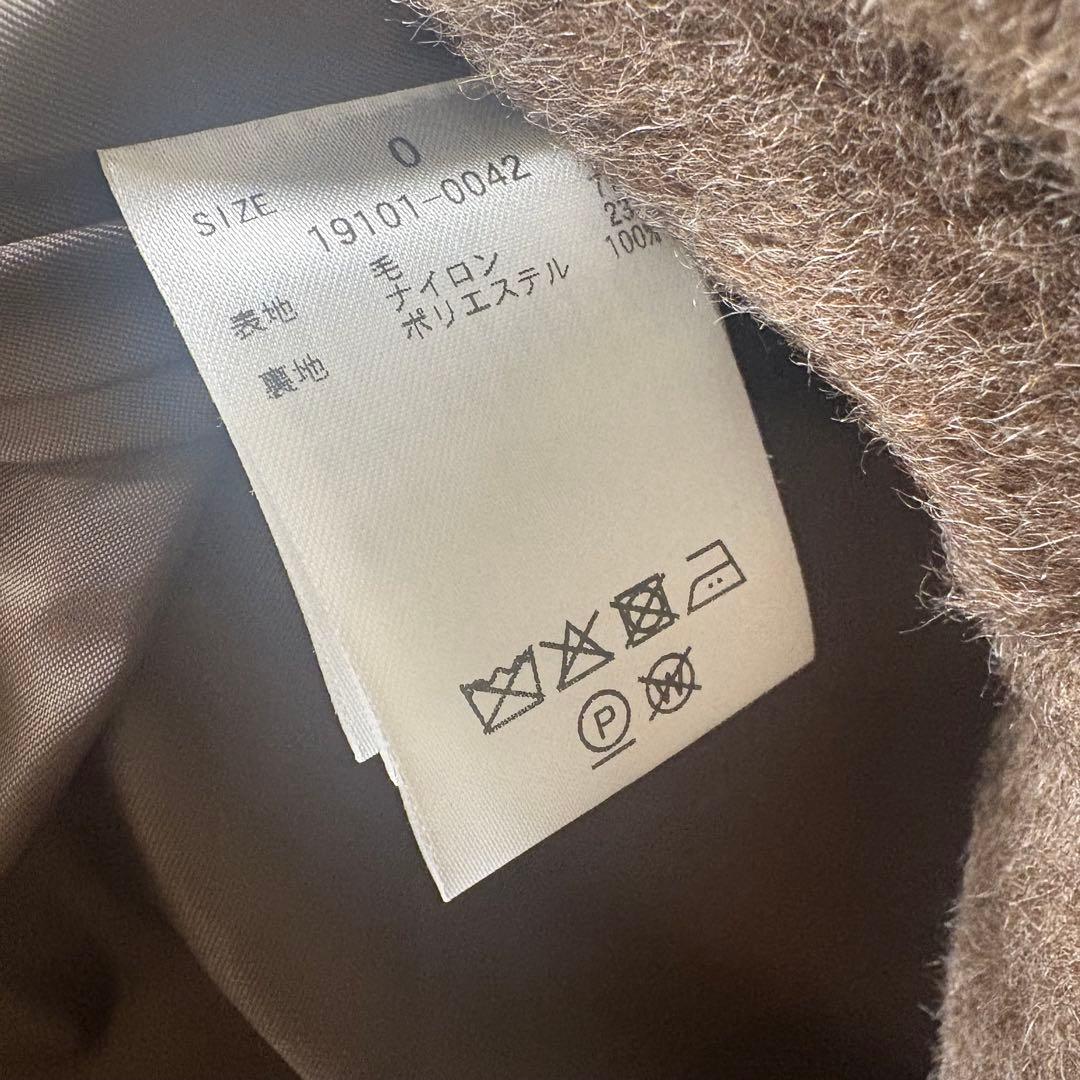 SIZE 0
19101-0042
表地 毛
ナイロン 23
裏地 ポリエステル 100%
P
W